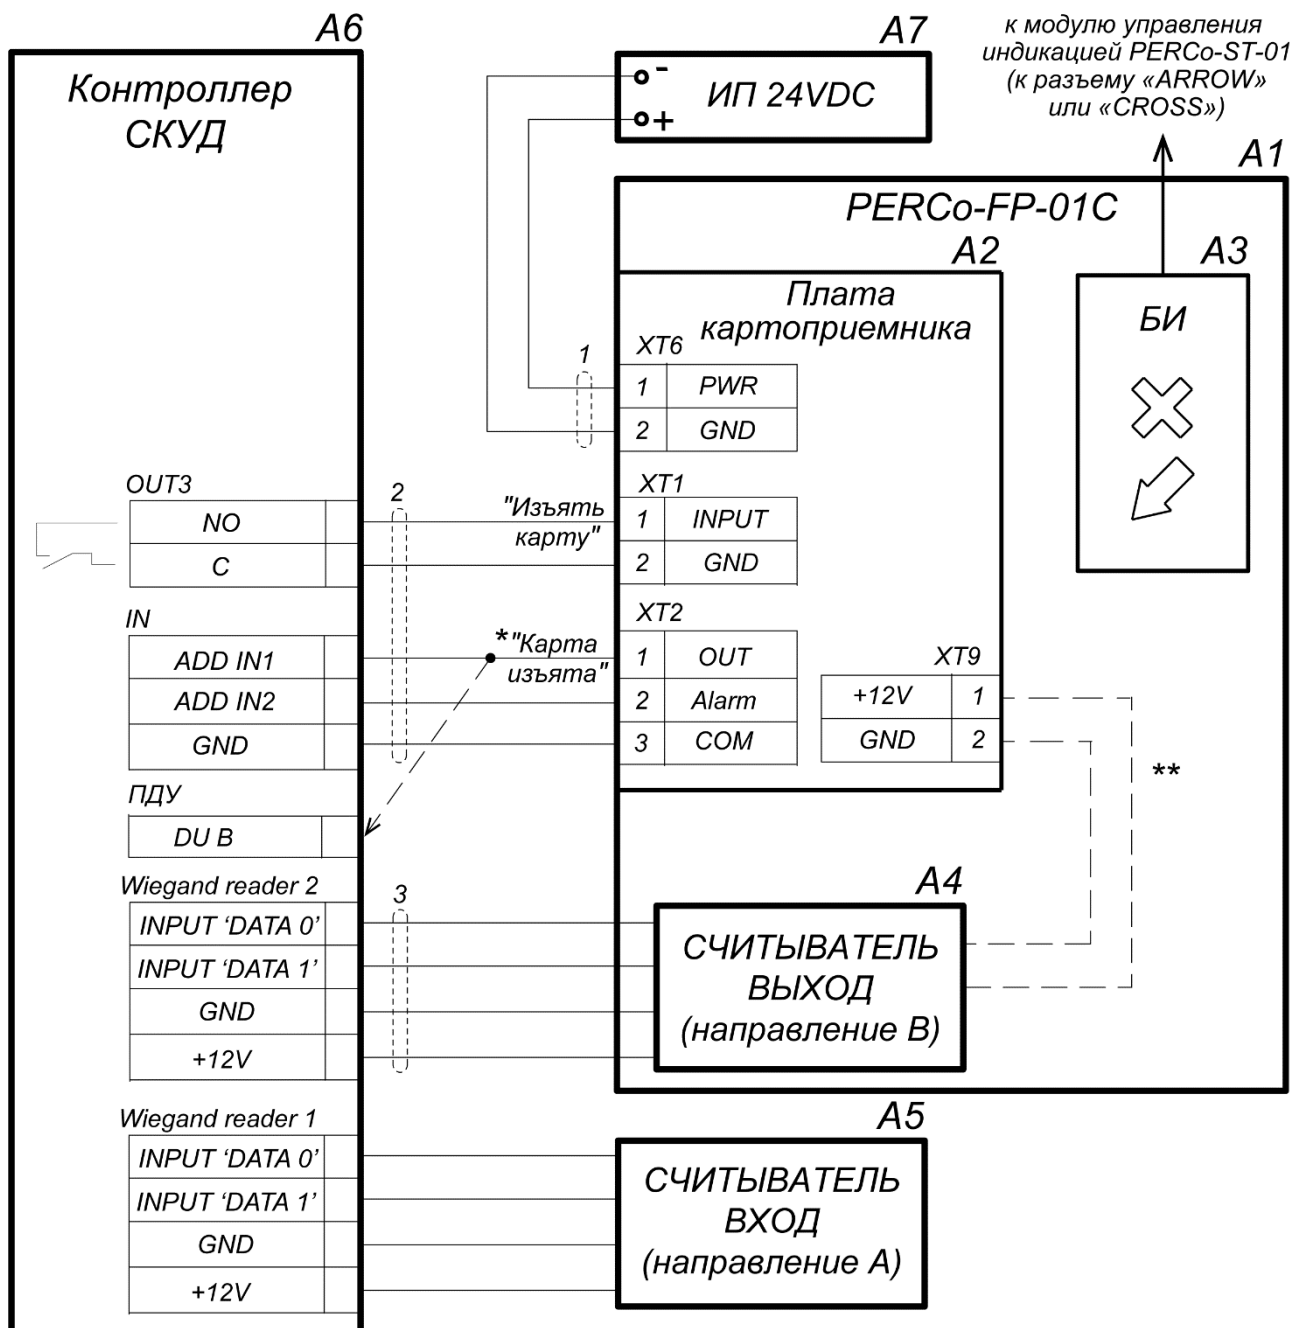 A6
Контроллер
СКУД
A7
-
+
ИП 24VDC
к модулю управления
индикацией PERCo-ST-01
(к разъему «ARROW»
или «CROSS»)
A1
PERCo-FP-01C
A2
Плата
картоприемника
A3
БИ
1
XT6
1 PWR
2 GND
OUT3
NO
C
2
"Изъять
карту"
XT1
1 INPUT
2 GND
IN
ADD IN1
ADD IN2
GND
*"Карта
изъята"
XT2
1 OUT
2 Alarm
3 COM
XT9
+12V 1
GND 2
**
ПДУ
DU B
Wiegand reader 2
INPUT ‘DATA 0’
INPUT ‘DATA 1’
GND
+12V
3
A4
СЧИТЫВАТЕЛЬ
ВЫХОД
(направление B)
Wiegand reader 1
INPUT ‘DATA 0’
INPUT ‘DATA 1’
GND
+12V
A5
СЧИТЫВАТЕЛЬ
ВХОД
(направление A)